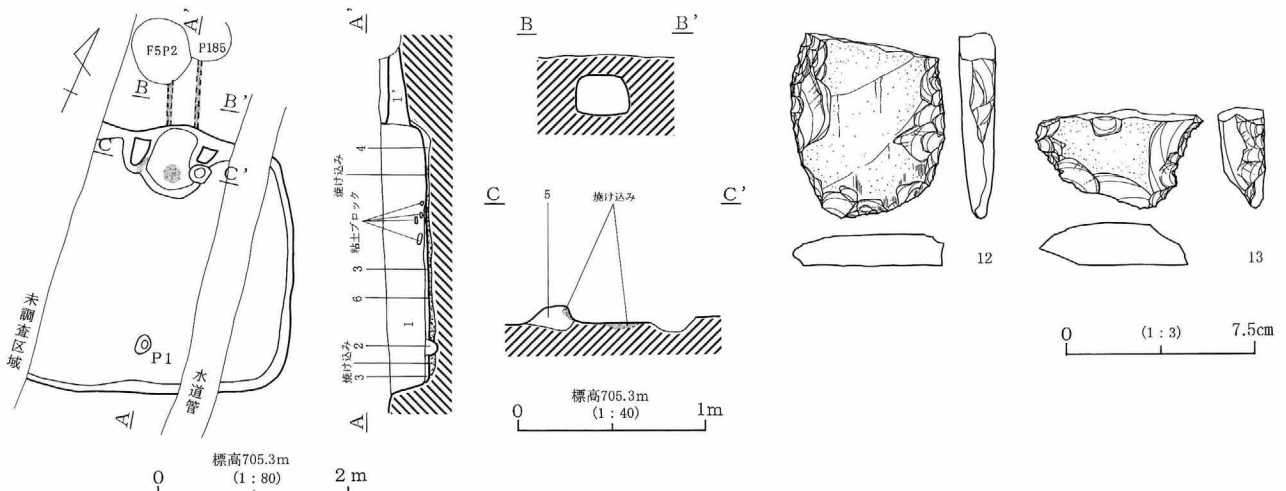 A'
F5P2
P185
B
B'
C
C'
未調査区域
P1
水道管
A
標高705.3m
(1：80)
0
2 m
A'
1'
4
焼け込み
粘土ブロック
3
6
1
2
焼け込み
3
A
B
B'
C
5
焼け込み
C'
標高705.3m
(1：40)
0
1m
12
13
0
(1：3)
7.5cm